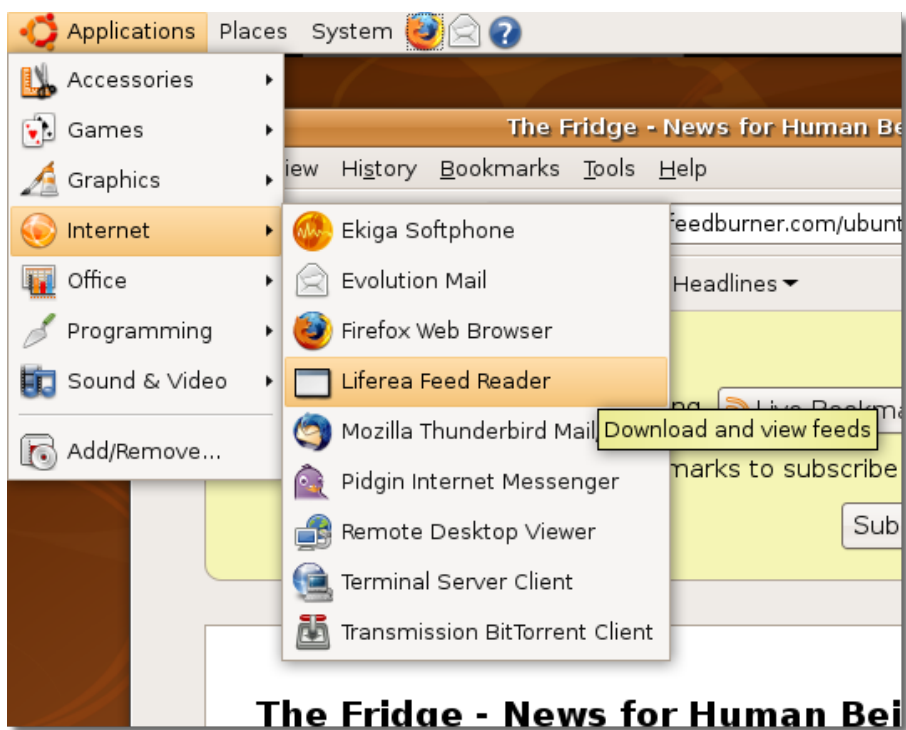 Applications Places System
Accessories
Games
Graphics
Internet
Office
Programming
Sound & Video
Add/Remove...
Ekiga Softphone
Evolution Mail
Firefox Web Browser
Liferea Feed Reader
Mozilla Thunderbird Mail
Pidgin Internet Messenger
Remote Desktop Viewer
Terminal Server Client
Transmission BitTorrent Client
Download and view feeds
The Fridge - News for Human Be
iew History Bookmarks Tools Help
feedburner.com/ubunt
Headlines
Live Bookma
marks to subscribe
Sub
The Fridge - News for Human Bei